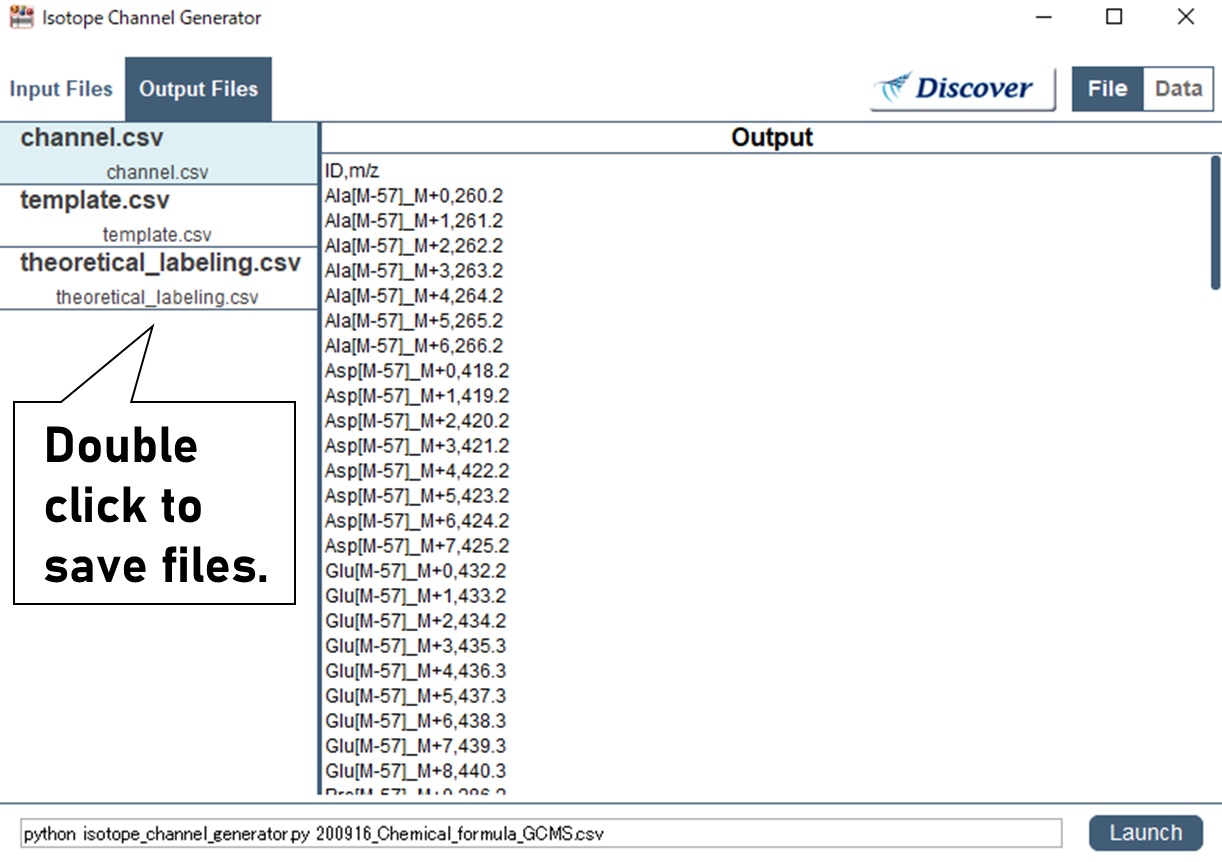 Isotope Channel Generator
Input Files
Output Files
Discover
File
Data
channel.csv
channel.csv
template.csv
template.csv
theoretical_labeling.csv
theoretical_labeling.csv
Double
click to
save files.
Output
ID,m/z
Ala[M-57]_M+0,260.2
Ala[M-57]_M+1,261.2
Ala[M-57]_M+2,262.2
Ala[M-57]_M+3,263.2
Ala[M-57]_M+4,264.2
Ala[M-57]_M+5,265.2
Ala[M-57]_M+6,266.2
Asp[M-57]_M+0,418.2
Asp[M-57]_M+1,419.2
Asp[M-57]_M+2,420.2
Asp[M-57]_M+3,421.2
Asp[M-57]_M+4,422.2
Asp[M-57]_M+5,423.2
Asp[M-57]_M+6,424.2
Asp[M-57]_M+7,425.2
Glu[M-57]_M+0,432.2
Glu[M-57]_M+1,433.2
Glu[M-57]_M+2,434.2
Glu[M-57]_M+3,435.3
Glu[M-57]_M+4,436.3
Glu[M-57]_M+5,437.3
Glu[M-57]_M+6,438.3
Glu[M-57]_M+7,439.3
Glu[M-57]_M+8,440.3
python isotope_channel_generator.py 200916_Chemical_formula_GCMS.csv
Launch